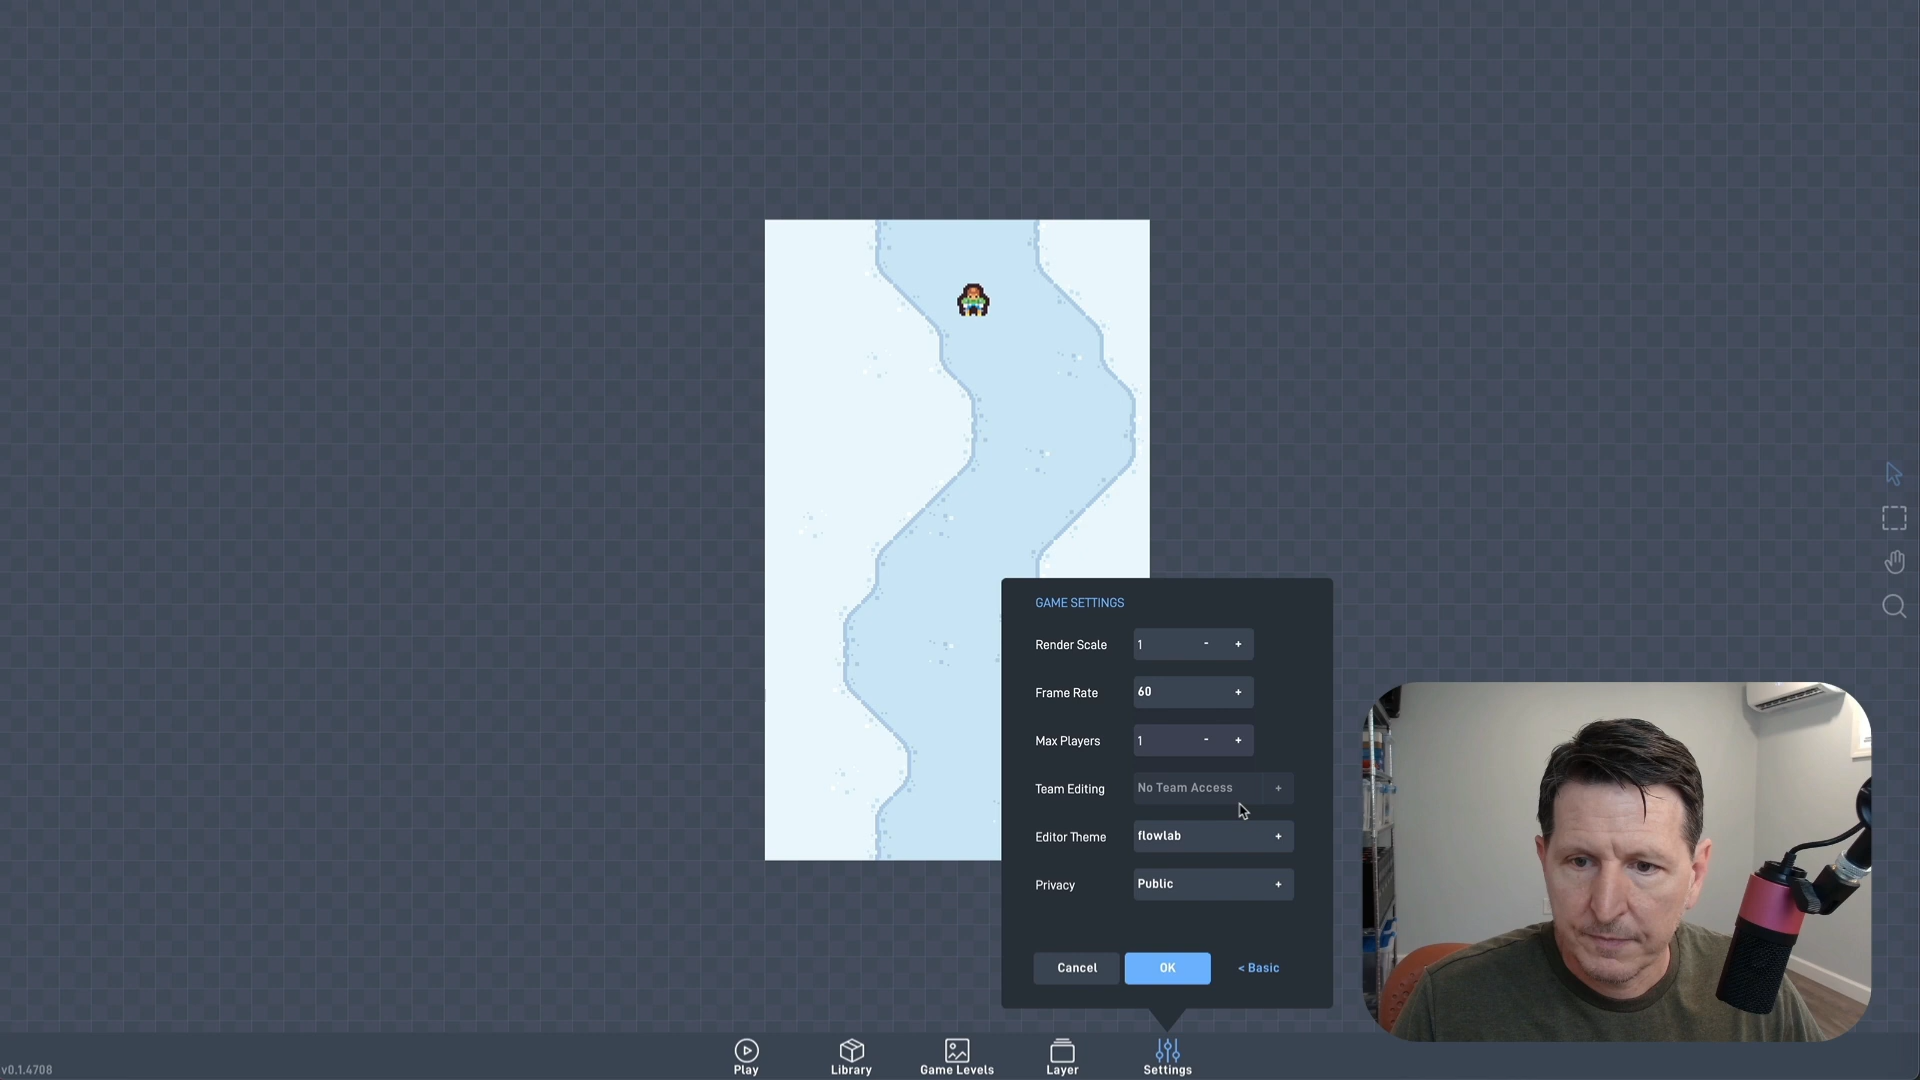 GAME SETTINGS
Render Scale 1 - +
Frame Rate 60 +
Max Players 1 - +
Team Editing No Team Access +
Editor Theme flowlab +
Privacy Public +
Cancel OK < Basic
v0.1.4708
Play Library Game Levels Layer Settings